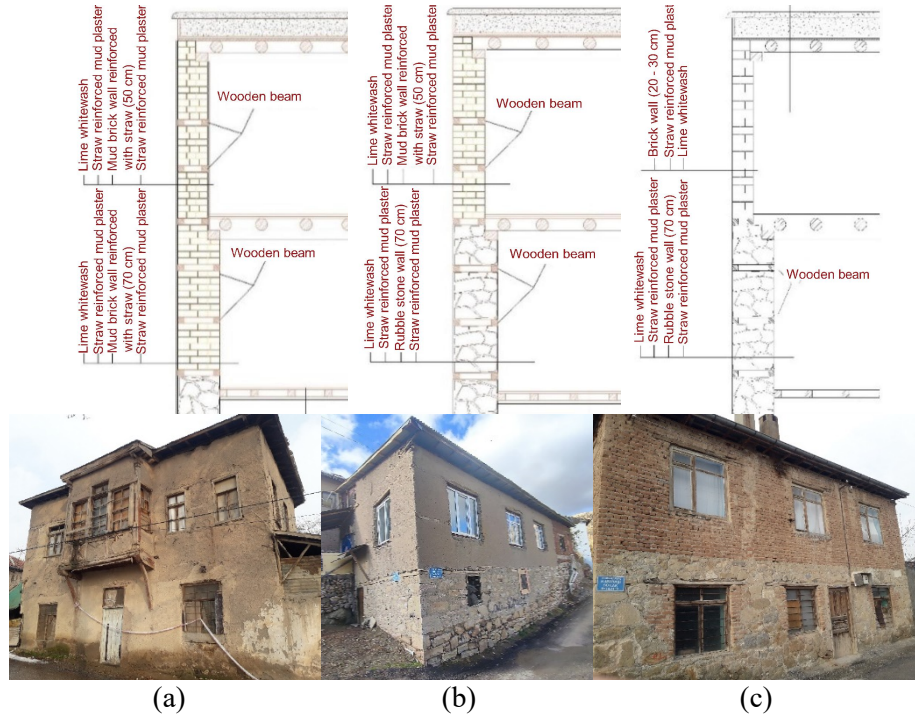 Lime whitewash
Straw reinforced mud plaster
Mud brick wall reinforced
with straw (50 cm)
Straw reinforced mud plaster
Wooden beam
Lime whitewash
Straw reinforced mud plaster
Mud brick wall reinforced
with straw (70 cm)
Straw reinforced mud plaster
Wooden beam
Lime whitewash
Straw reinforced mud plaster
Mud brick wall reinforced
with straw (50 cm)
Straw reinforced mud plaster
Wooden beam
Lime whitewash
Straw reinforced mud plaster
Rubble stone wall (70 cm)
Straw reinforced mud plaster
Wooden beam
Brick wall (20 - 30 cm)
Straw reinforced mud plaster
Lime whitewash
Lime whitewash
Straw reinforced mud plaster
Rubble stone wall (70 cm)
Straw reinforced mud plaster
Wooden beam
(a)
(b)
(c)